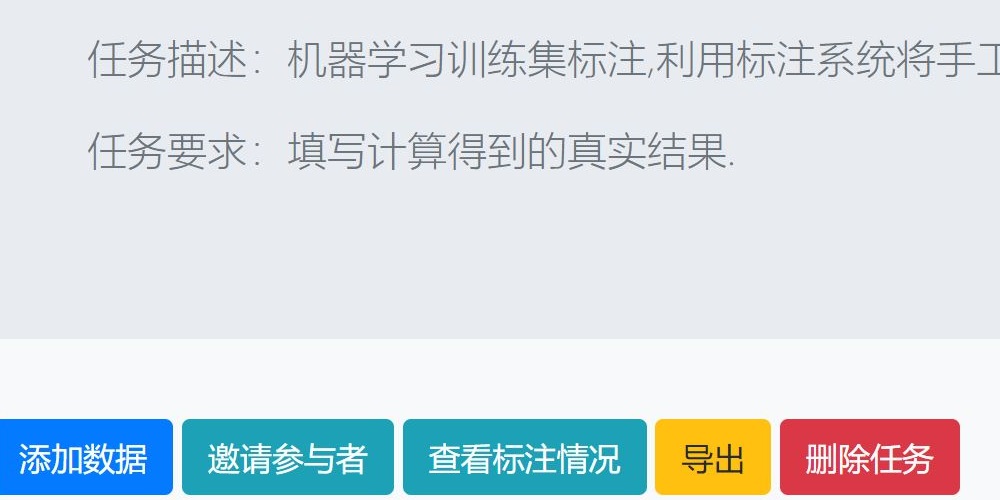 任务描述：机器学习训练集标注,利用标注系统将手工
任务要求：填写计算得到的真实结果.
添加数据 邀请参与者 查看标注情况 导出 删除任务